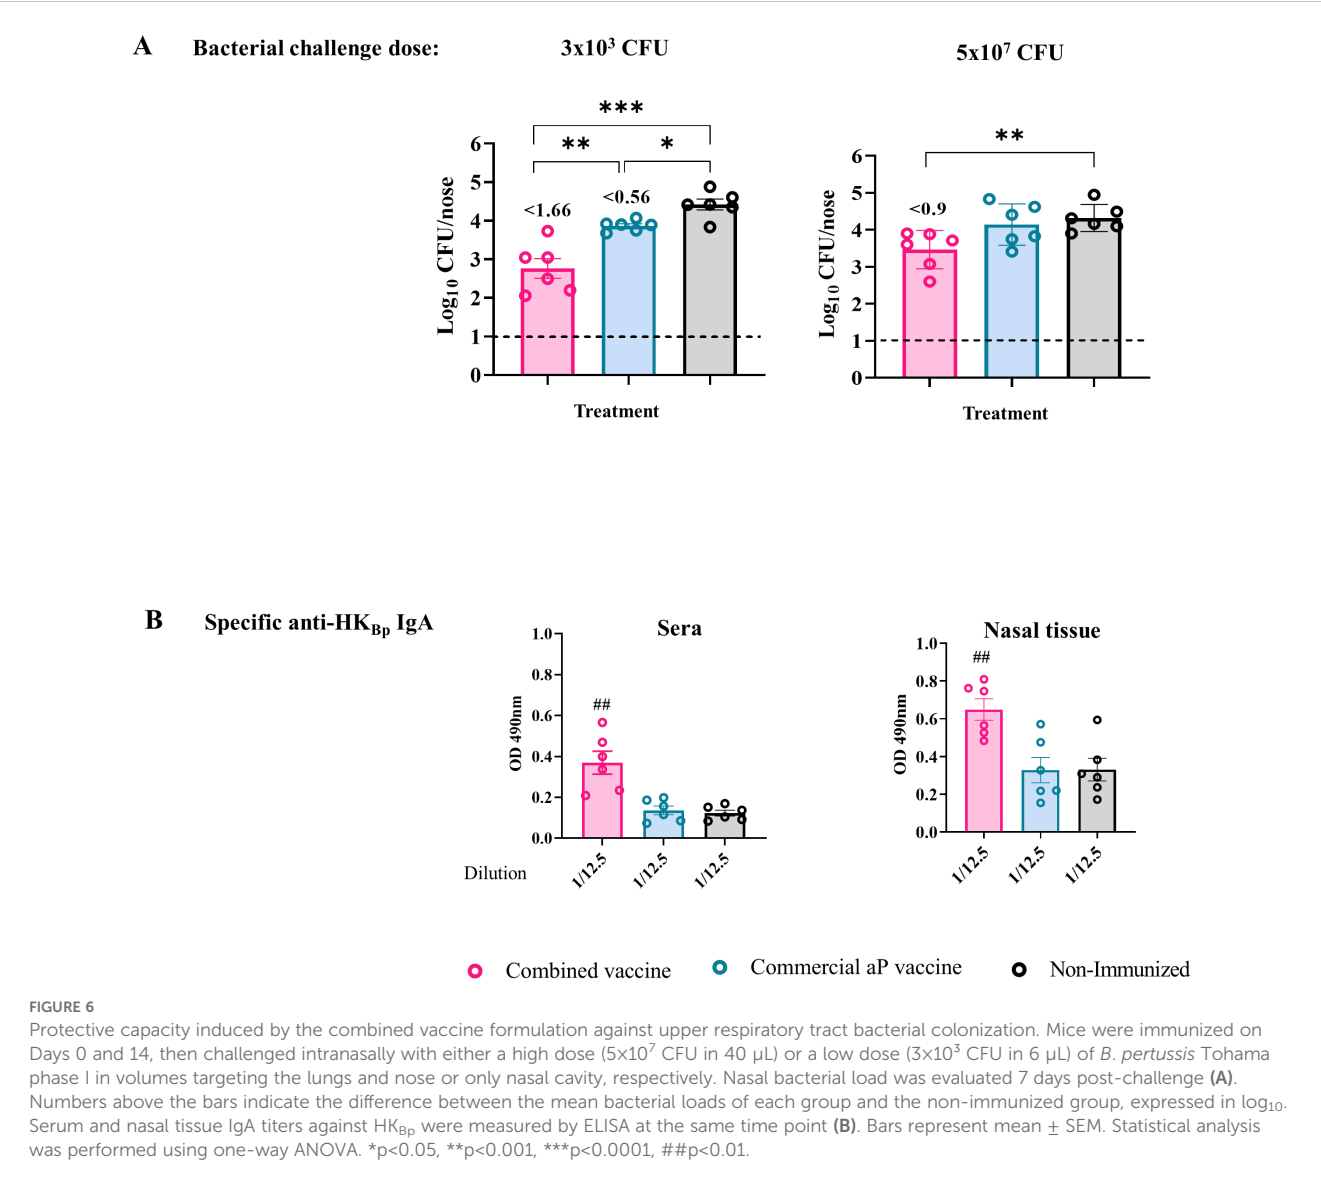 A Bacterial challenge dose: 3x10³ CFU 5x10⁷ CFU
***
** *
**
6
5
4
3
2
1
0
Log₁₀ CFU/nose
<1.66
<0.56
Treatment
6
5
4
3
2
1
0
Log₁₀ CFU/nose
<0.9
Treatment
B Specific anti-HK_Bp IgA Sera Nasal tissue
1.0
0.8
0.6
0.4
0.2
0.0
OD 490nm
##
Dilution 1/12.5 1/12.5 1/12.5
1.0
0.8
0.6
0.4
0.2
0.0
OD 490nm
##
1/12.5 1/12.5 1/12.5
Combined vaccine Commercial aP vaccine Non-Immunized
FIGURE 6
Protective capacity induced by the combined vaccine formulation against upper respiratory tract bacterial colonization. Mice were immunized on
Days 0 and 14, then challenged intranasally with either a high dose (5×10⁷ CFU in 40 µL) or a low dose (3×10³ CFU in 6 µL) of B. pertussis Tohama
phase I in volumes targeting the lungs and nose or only nasal cavity, respectively. Nasal bacterial load was evaluated 7 days post-challenge (A).
Numbers above the bars indicate the difference between the mean bacterial loads of each group and the non-immunized group, expressed in log₁₀.
Serum and nasal tissue IgA titers against HK_Bp were measured by ELISA at the same time point (B). Bars represent mean ± SEM. Statistical analysis
was performed using one-way ANOVA. *p<0.05, **p<0.001, ***p<0.0001, ##p<0.01.